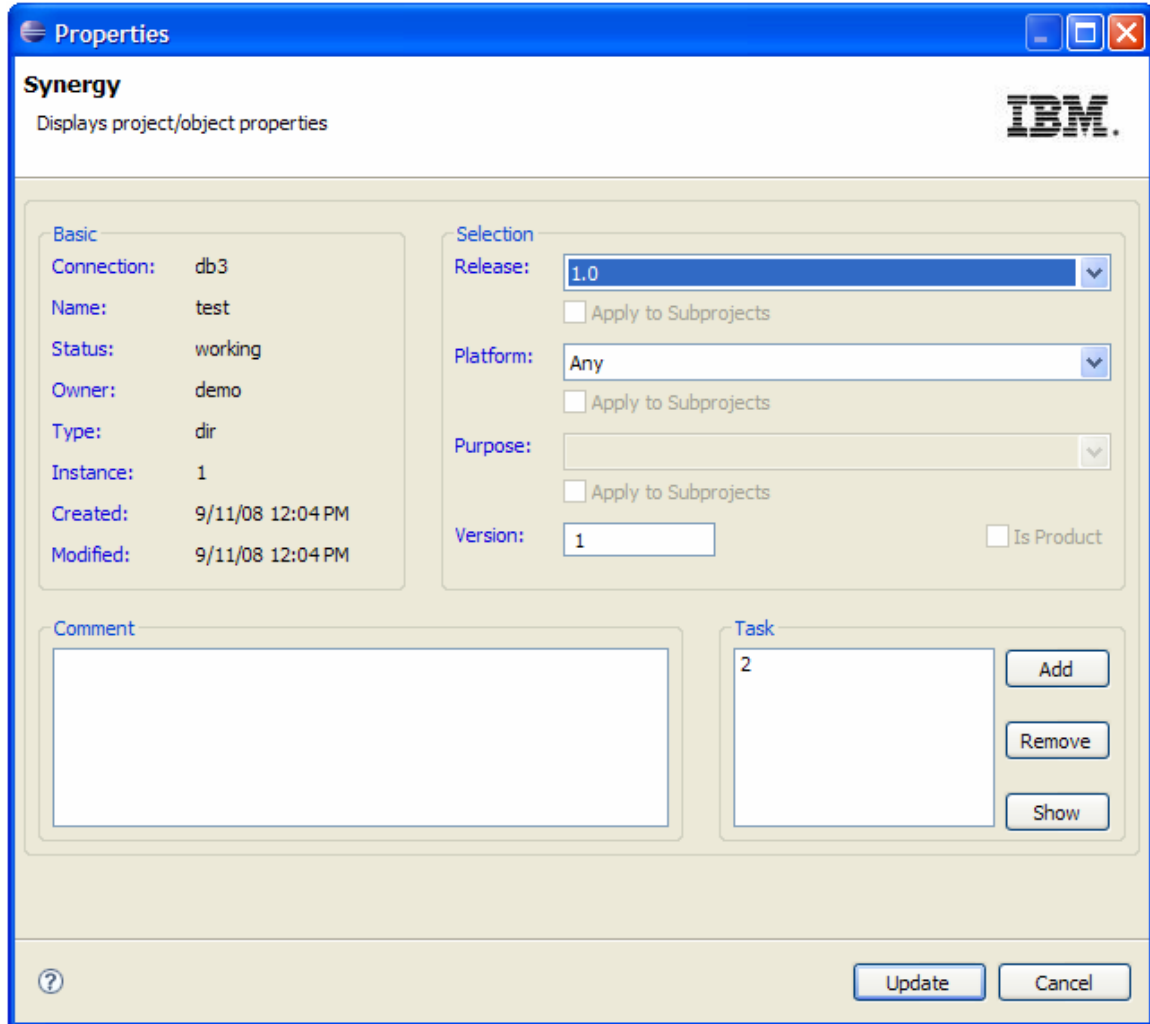 Properties
Synergy
Displays project/object properties
IBM.
Basic
Connection: db3
Name: test
Status: working
Owner: demo
Type: dir
Instance: 1
Created: 9/11/08 12:04 PM
Modified: 9/11/08 12:04 PM
Selection
Release: 1.0
Apply to Subprojects
Platform: Any
Apply to Subprojects
Purpose:
Apply to Subprojects
Version: 1 Is Product
Comment
Task
2
Add
Remove
Show
?
Update Cancel